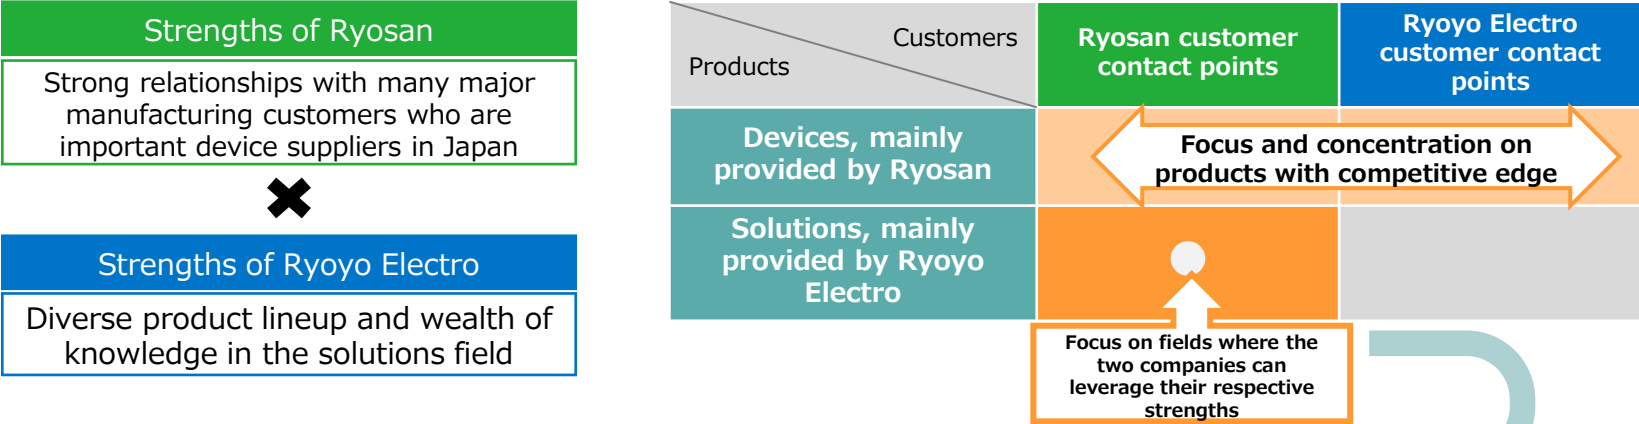 Strengths of Ryosan
Strong relationships with many major
manufacturing customers who are
important device suppliers in Japan
Strengths of Ryoyo Electro
Diverse product lineup and wealth of
knowledge in the solutions field
Customers
Products
Ryosan customer
contact points
Ryoyo Electro
customer contact
points
Devices, mainly
provided by Ryosan
Focus and concentration on
products with competitive edge
Solutions, mainly
provided by Ryoyo
Electro
Focus on fields where the
two companies can
leverage their respective
strengths